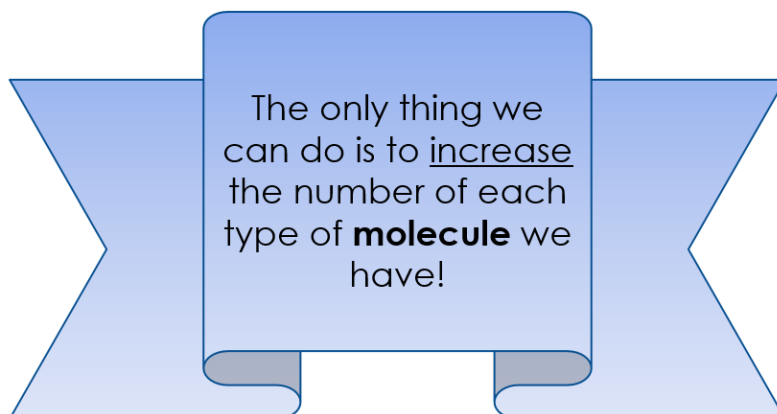 The only thing we
can do is to increase
the number of each
type of molecule we
have!